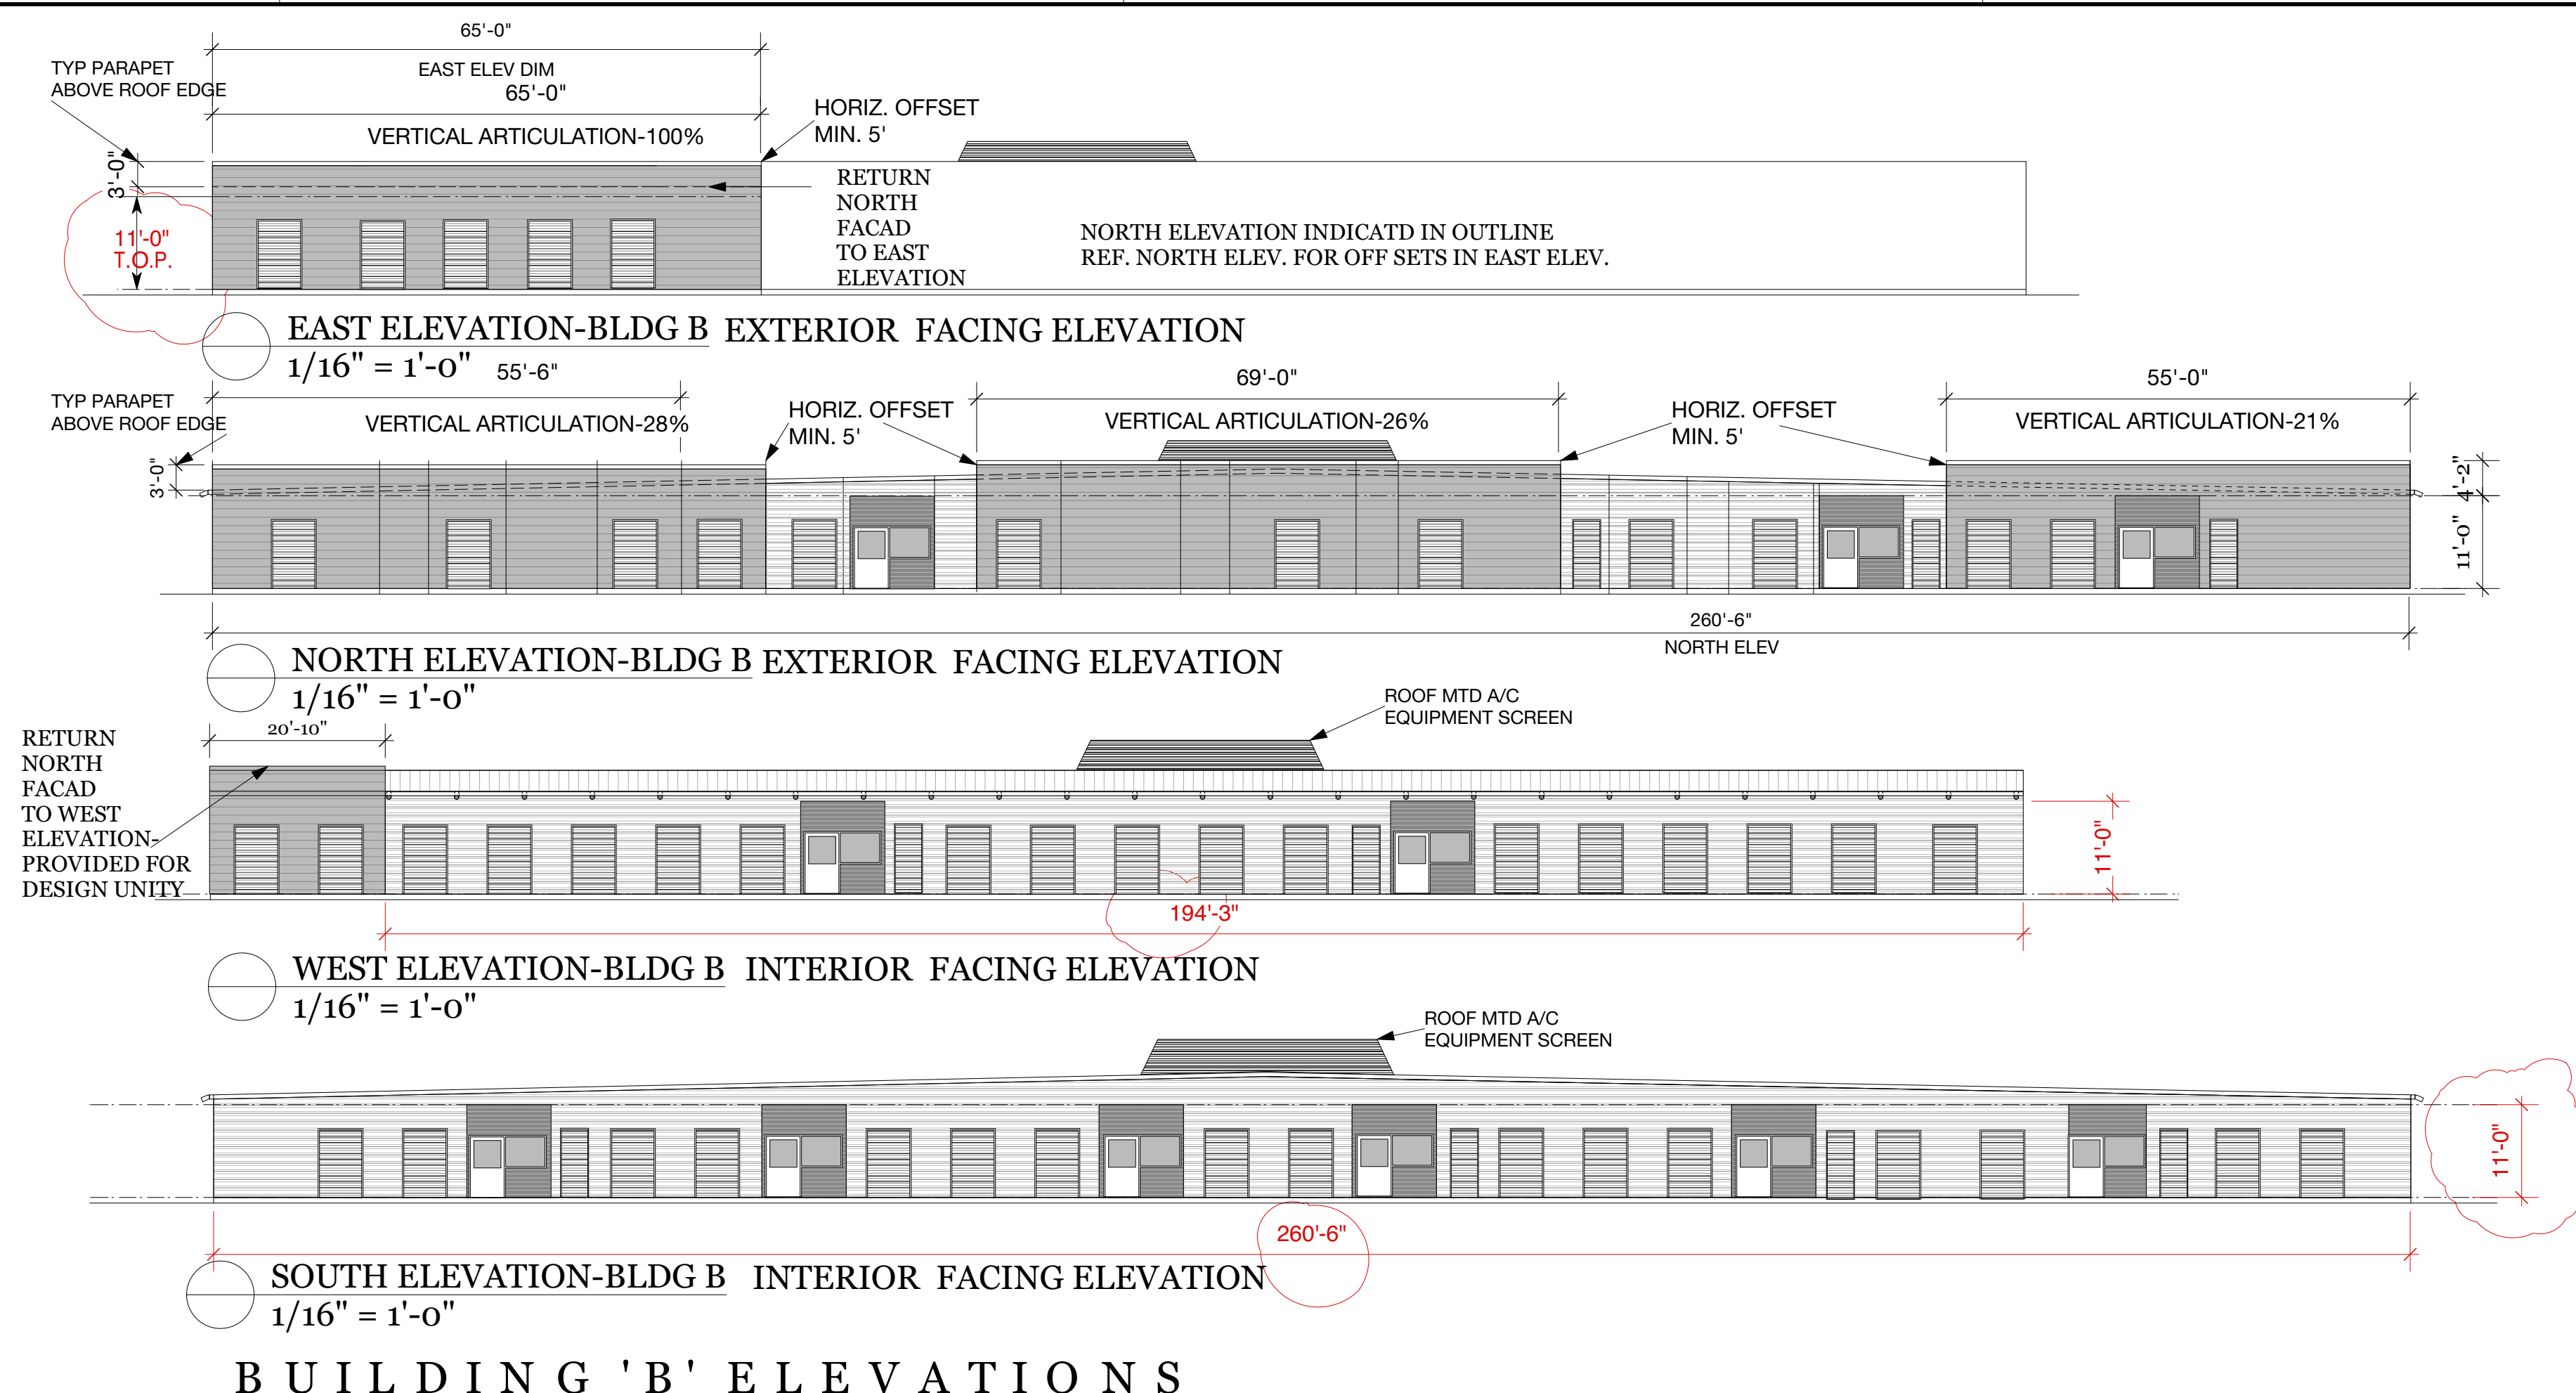 65'-0"
EAST ELEV DIM
65'-0"
TYP PARAPET
ABOVE ROOF EDGE
VERTICAL ARTICULATION-100%
HORIZ. OFFSET
MIN. 5'
3'-0"
11'-0"
T.O.P.
RETURN
NORTH
FACAD
TO EAST
ELEVATION
NORTH ELEVATION INDICATD IN OUTLINE
REF. NORTH ELEV. FOR OFF SETS IN EAST ELEV.
EAST ELEVATION-BLDG B EXTERIOR FACING ELEVATION
1/16" = 1'-0"
55'-6"
69'-0"
55'-0"
TYP PARAPET
ABOVE ROOF EDGE
VERTICAL ARTICULATION-28%
HORIZ. OFFSET
MIN. 5'
VERTICAL ARTICULATION-26%
HORIZ. OFFSET
MIN. 5'
VERTICAL ARTICULATION-21%
3'-0"
4'-2"
11'-0"
260'-6"
NORTH ELEV
NORTH ELEVATION-BLDG B EXTERIOR FACING ELEVATION
1/16" = 1'-0"
20'-10"
ROOF MTD A/C
EQUIPMENT SCREEN
RETURN
NORTH
FACAD
TO WEST
ELEVATION-
PROVIDED FOR
DESIGN UNITY
11'-0"
194'-3"
WEST ELEVATION-BLDG B INTERIOR FACING ELEVATION
1/16" = 1'-0"
ROOF MTD A/C
EQUIPMENT SCREEN
11'-0"
260'-6"
SOUTH ELEVATION-BLDG B INTERIOR FACING ELEVATION
1/16" = 1'-0"
BUILDING 'B' ELEVATIONS